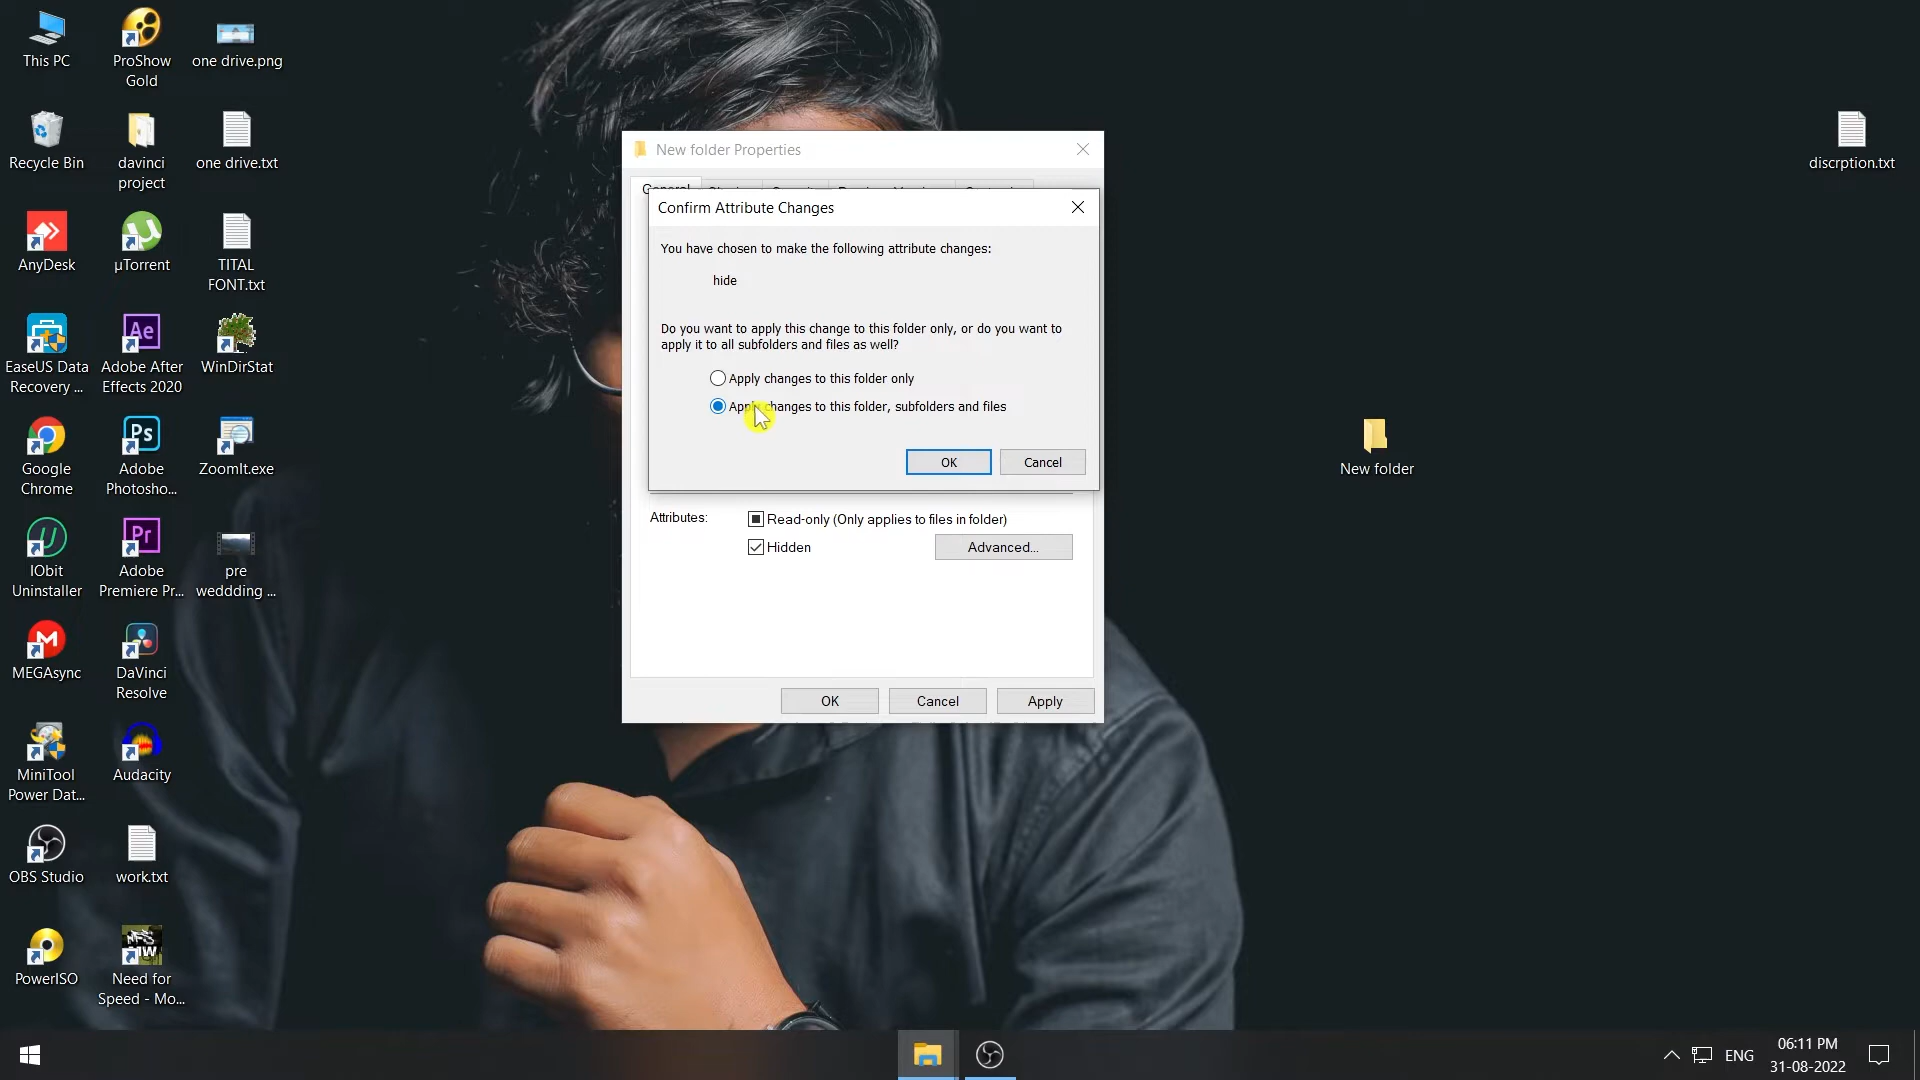 This PC
ProShow
Gold
one drive.png
Recycle Bin
davinci
project
one drive.txt
discrption.txt
AnyDesk
µTorrent
TITAL
FONT.txt
EaseUS Data
Recovery ...
Adobe After
Effects 2020
WinDirStat
Google
Chrome
Adobe
Photosho...
ZoomIt.exe
New folder
IObit
Uninstaller
Adobe
Premiere Pr...
pre
weddding ...
MEGAsync
DaVinci
Resolve
MiniTool
Power Dat...
Audacity
OBS Studio
work.txt
PowerISO
Need for
Speed - Mo...
New folder Properties
General
Confirm Attribute Changes
You have chosen to make the following attribute changes:
hide
Do you want to apply this change to this folder only, or do you want to
apply it to all subfolders and files as well?
Apply changes to this folder only
Apply changes to this folder, subfolders and files
OK
Cancel
Attributes:
Read-only (Only applies to files in folder)
Hidden
Advanced...
OK
Cancel
Apply
ENG
06:11 PM
31-08-2022